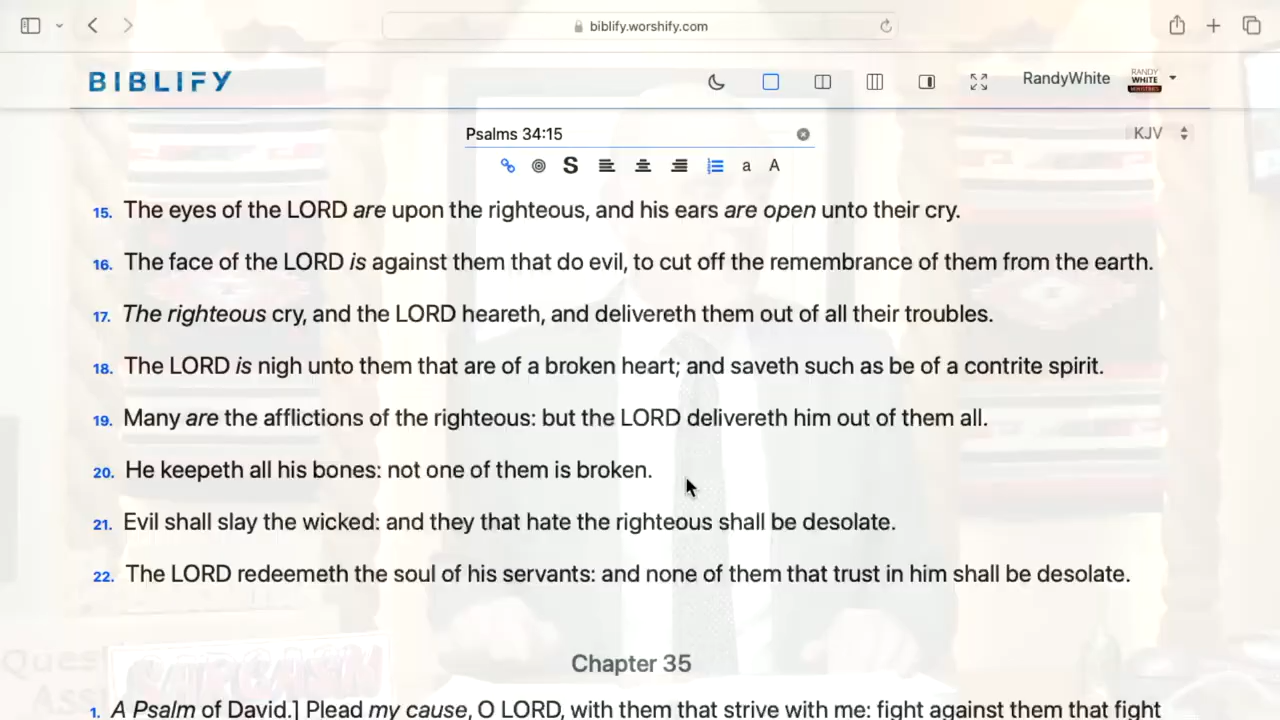 biblify.worshify.com
BIBLIFY
RandyWhite
RANDY
WHITE
MINISTRIES
Psalms 34:15
KJV
S a A
15. The eyes of the LORD are upon the righteous, and his ears are open unto their cry.
16. The face of the LORD is against them that do evil, to cut off the remembrance of them from the earth.
17. The righteous cry, and the LORD heareth, and delivereth them out of all their troubles.
18. The LORD is nigh unto them that are of a broken heart; and saveth such as be of a contrite spirit.
19. Many are the afflictions of the righteous: but the LORD delivereth him out of them all.
20. He keepeth all his bones: not one of them is broken.
21. Evil shall slay the wicked: and they that hate the righteous shall be desolate.
22. The LORD redeemeth the soul of his servants: and none of them that trust in him shall be desolate.
Chapter 35
1. A Psalm of David.] Plead my cause, O LORD, with them that strive with me: fight against them that fight
Ques
Ass
SARCASM